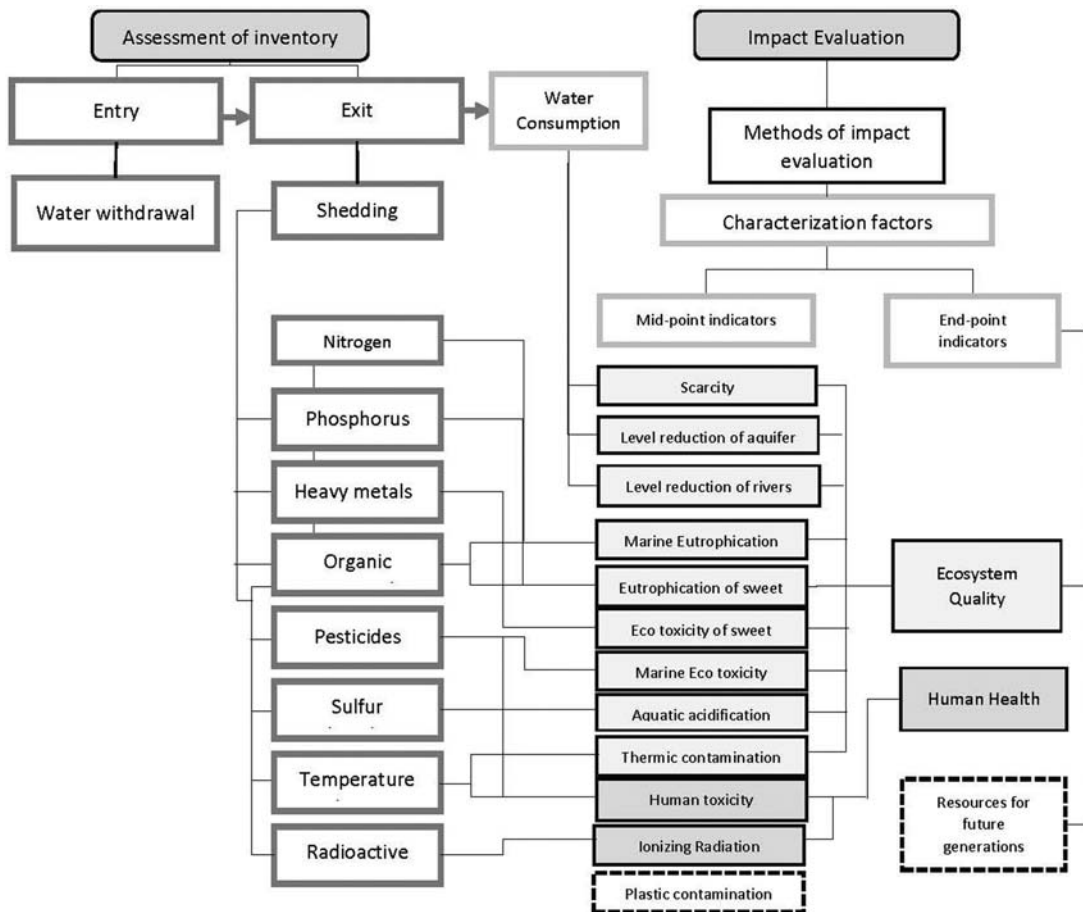 Assessment of inventory
Impact Evaluation
Entry
Exit
Water
Consumption
Methods of impact
evaluation
Water withdrawal
Shedding
Characterization factors
Mid-point indicators
End-point
indicators
Nitrogen
Phosphorus
Heavy metals
Organic
Pesticides
Sulfur
Temperature
Radioactive
Scarcity
Level reduction of aquifer
Level reduction of rivers
Marine Eutrophication
Eutrophication of sweet
Eco toxicity of sweet
Marine Eco toxicity
Aquatic acidification
Thermic contamination
Human toxicity
Ionizing Radiation
Plastic contamination
Ecosystem
Quality
Human Health
Resources for
future
generations